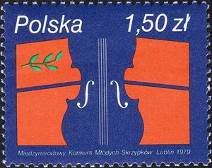 Polska 1,50 zł
Międzynarodowy Konkurs Młodych Skrzypków Lublin 1979